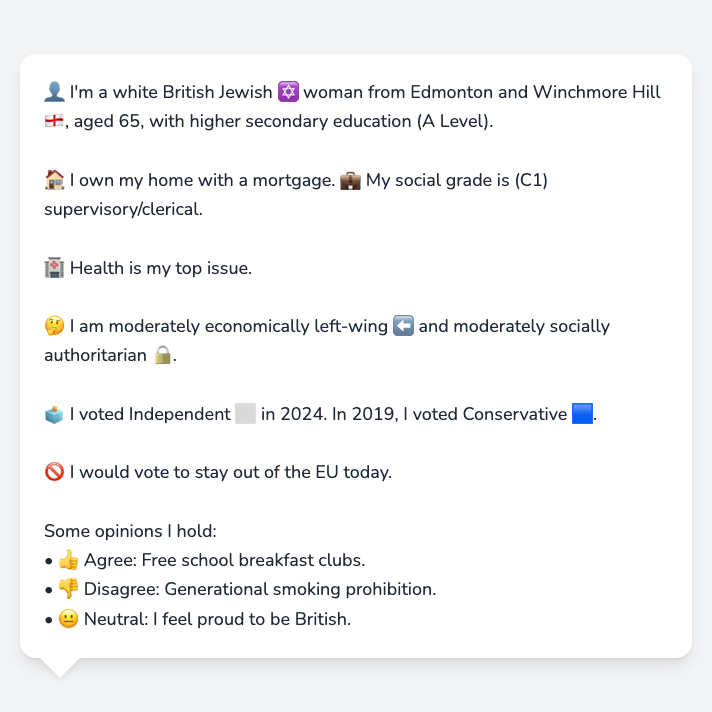 👤 I'm a white British Jewish ✡️ woman from Edmonton and Winchmore Hill
🏴󠁧󠁢󠁥󠁮󠁧󠁿, aged 65, with higher secondary education (A Level).
🏠 I own my home with a mortgage. 💼 My social grade is (C1)
supervisory/clerical.
🏥 Health is my top issue.
🤔 I am moderately economically left-wing ⬅️ and moderately socially
authoritarian 🔒.
🗳️ I voted Independent ⬜ in 2024. In 2019, I voted Conservative 🟦.
🚫 I would vote to stay out of the EU today.
Some opinions I hold:
• 👍 Agree: Free school breakfast clubs.
• 👎 Disagree: Generational smoking prohibition.
• 😐 Neutral: I feel proud to be British.